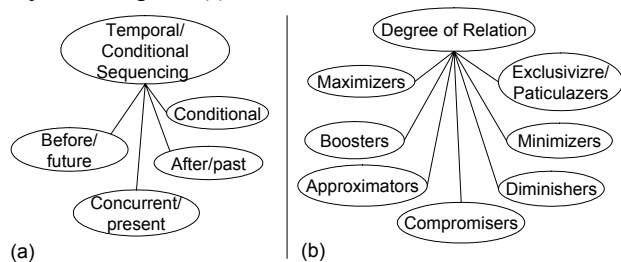 Temporal/
Conditional
Sequencing
Conditional
Before/
future
After/past
Concurrent/
present
(a)
Degree of Relation
Maximizers
Exclusivizre/
Paticulazers
Boosters
Minimizers
Approximators
Diminishers
Compromisers
(b)